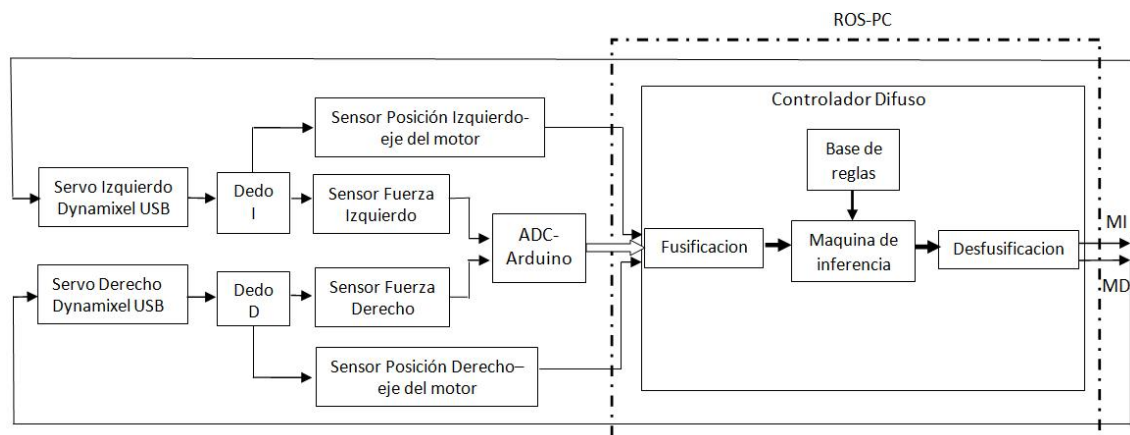 ROS-PC
Controlador Difuso
Sensor Posición Izquierdo-
eje del motor
Base de
reglas
Servo Izquierdo
Dynamixel USB
Dedo
I
Sensor Fuerza
Izquierdo
ADC-
Arduino
Fusificacion
Maquina de
inferencia
Desfusificacion
MI
MD
Servo Derecho
Dynamixel USB
Dedo
D
Sensor Fuerza
Derecho
Sensor Posición Derecho–
eje del motor